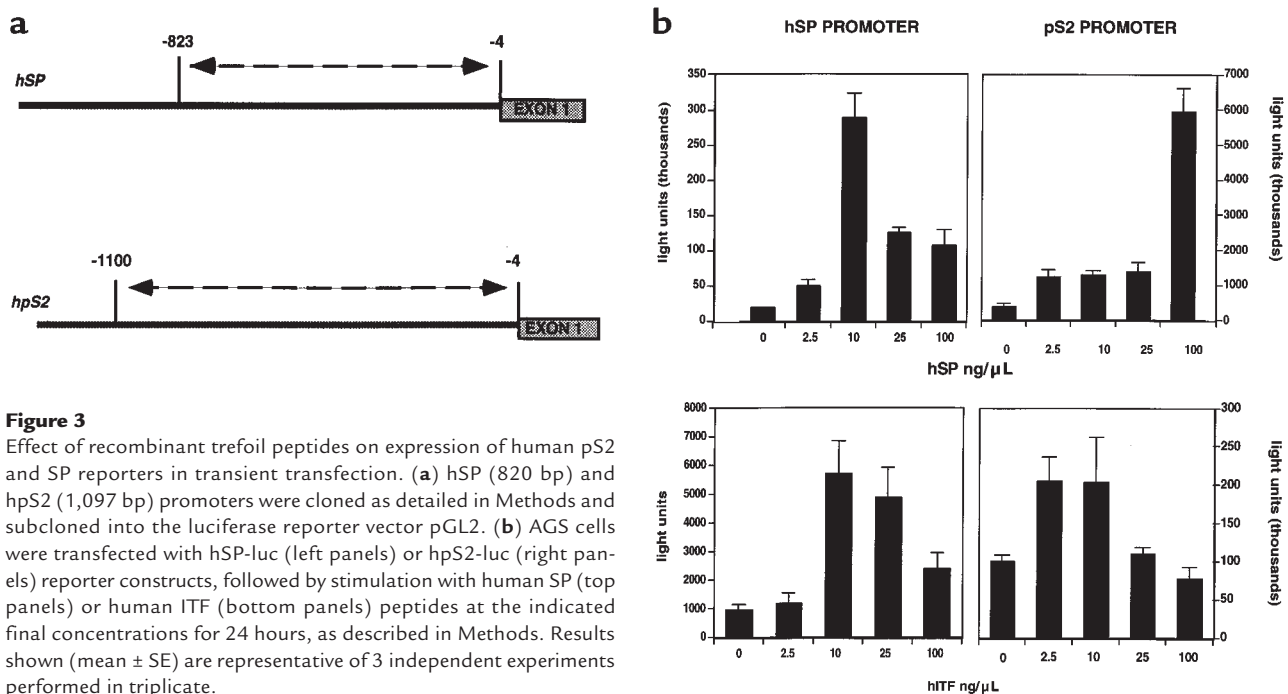 a
-823
-4
hSP
EXON 1
-1100
-4
hpS2
EXON 1
Figure 3
Effect of recombinant trefoil peptides on expression of human pS2
and SP reporters in transient transfection. (a) hSP (820 bp) and
hpS2 (1,097 bp) promoters were cloned as detailed in Methods and
subcloned into the luciferase reporter vector pGL2. (b) AGS cells
were transfected with hSP-luc (left panels) or hpS2-luc (right pan-
els) reporter constructs, followed by stimulation with human SP (top
panels) or human ITF (bottom panels) peptides at the indicated
final concentrations for 24 hours, as described in Methods. Results
shown (mean ± SE) are representative of 3 independent experiments
performed in triplicate.
b
hSP PROMOTER
pS2 PROMOTER
light units (thousands)
350
300
250
200
150
100
50
0
0 2.5 10 25 100
7000
6000
5000
4000
3000
2000
1000
0
light units (thousands)
0 2.5 10 25 100
hSP ng/µL
light units
8000
7000
6000
5000
4000
3000
2000
1000
0
0 2.5 10 25 100
300
250
200
150
100
50
0
light units (thousands)
0 2.5 10 25 100
hITF ng/µL